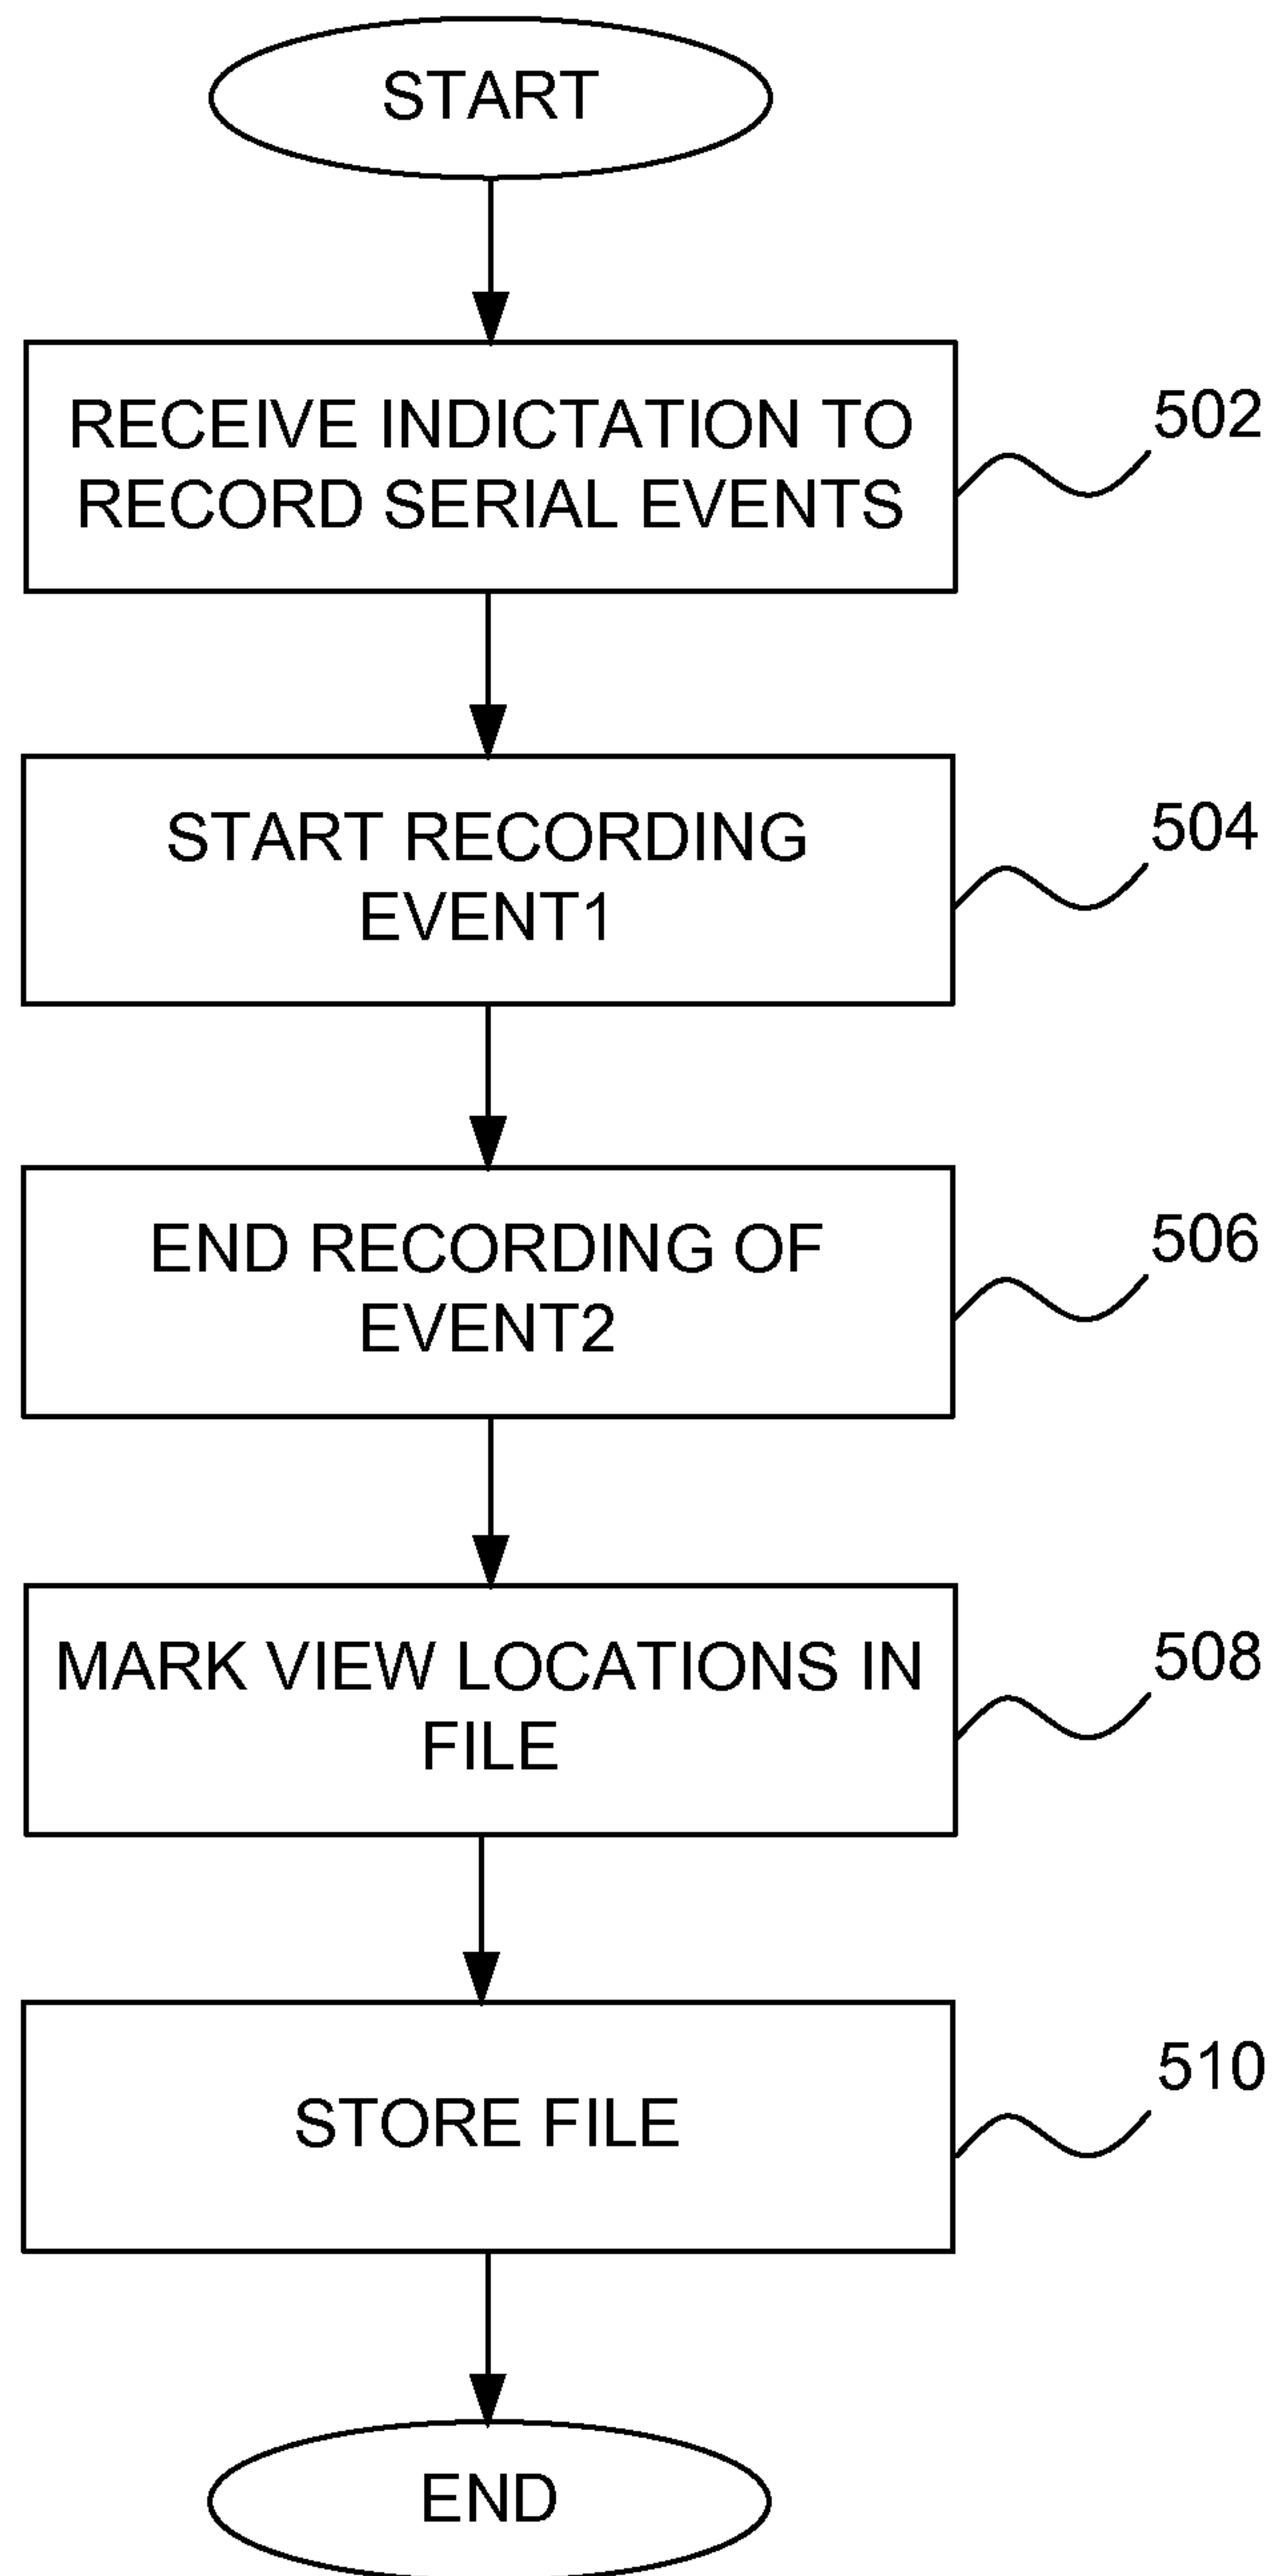 START
RECEIVE INDICTATION TO
RECORD SERIAL EVENTS
502
START RECORDING
EVENT1
504
END RECORDING OF
EVENT2
506
MARK VIEW LOCATIONS IN
FILE
508
STORE FILE
510
END